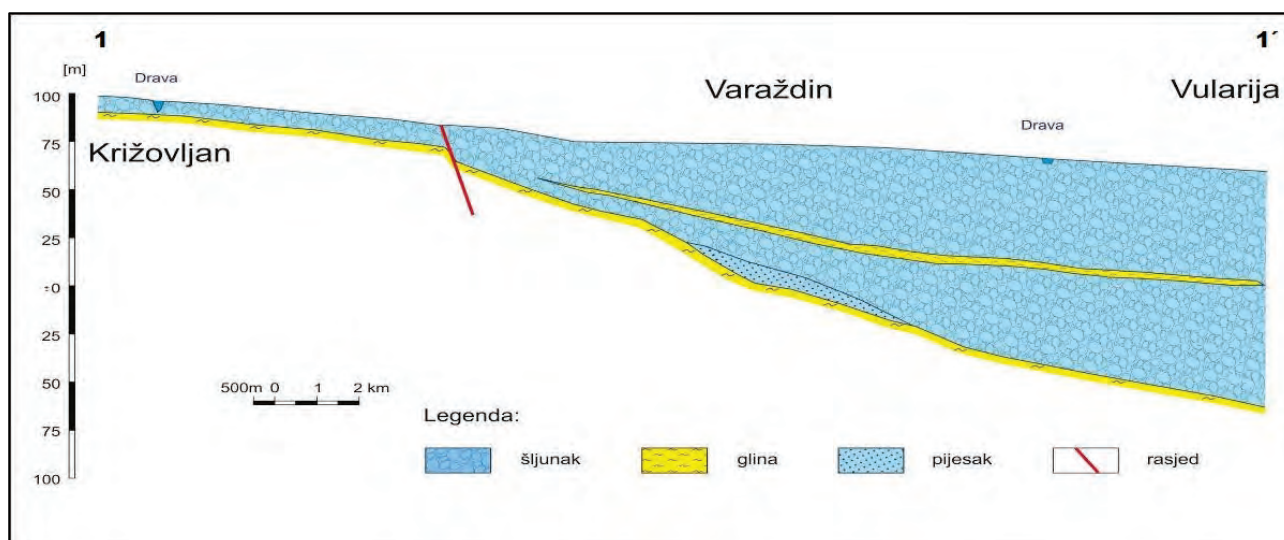 1
1´
[m]
Drava
Varaždin
Vularija
100
Drava
75
Križovljan
50
25
0
25
50
75
100
500m 0 1 2 km
Legenda:
šljunak
glina
pijesak
rasjed